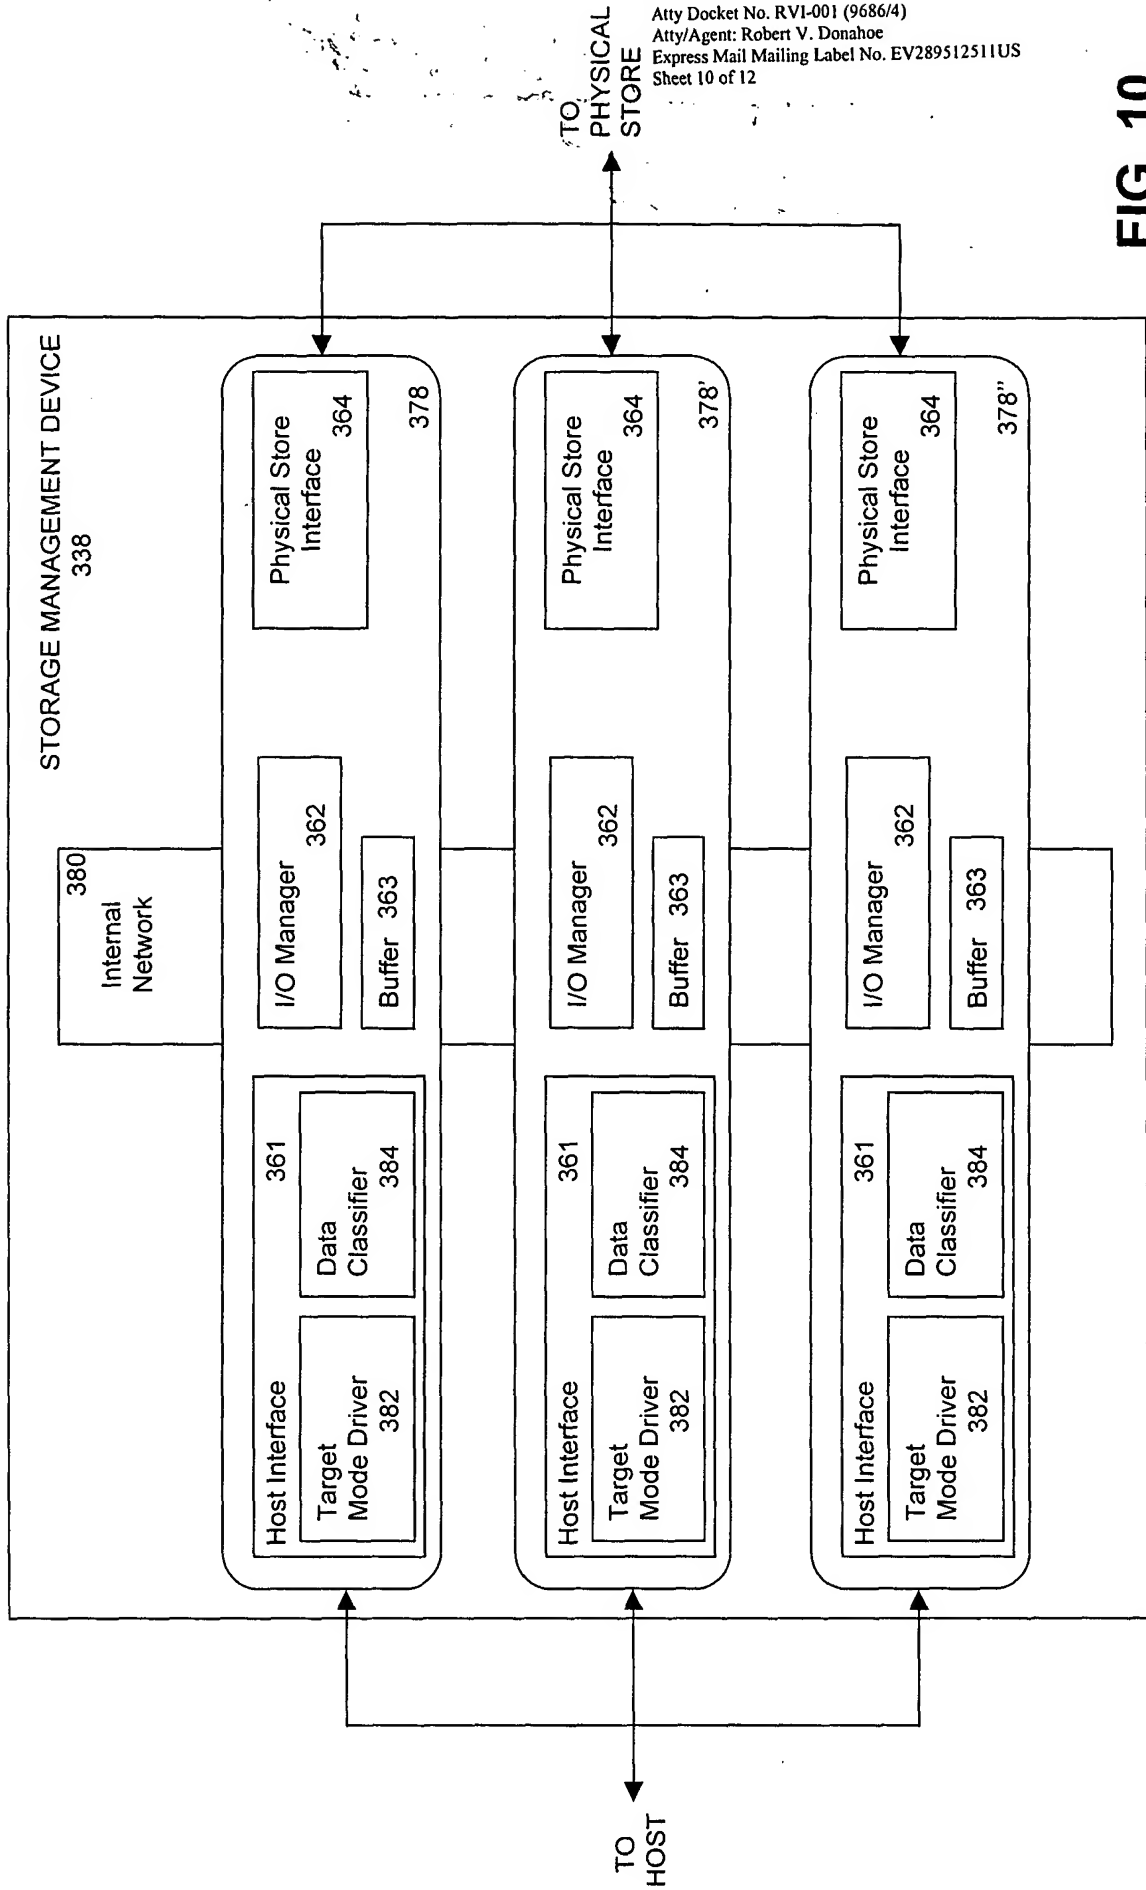 Atty Docket No. RVI-001 (9686/4)
Atty/Agent: Robert V. Donahoe
Express Mail Mailing Label No. EV289512511US
Sheet 10 of 12
STORAGE MANAGEMENT DEVICE
338
380
Internal
Network
Host Interface
361
Target
Mode Driver
382
Data
Classifier
384
I/O Manager
362
Buffer 363
Physical Store
Interface
364
378
Host Interface
361
Target
Mode Driver
382
Data
Classifier
384
I/O Manager
362
Buffer 363
Physical Store
Interface
364
378'
Host Interface
361
Target
Mode Driver
382
Data
Classifier
384
I/O Manager
362
Buffer 363
Physical Store
Interface
364
378"
TO
HOST
TO
PHYSICAL
STORE
FIG. 10